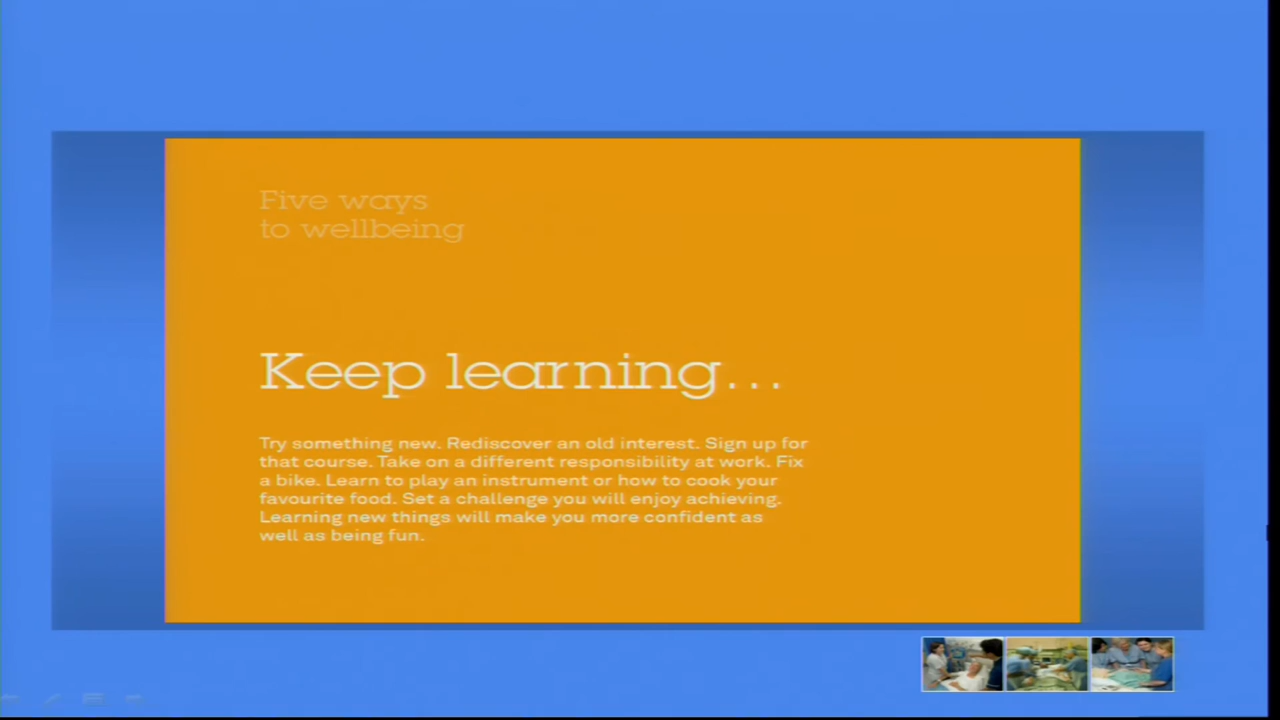 Five ways
to wellbeing
Keep learning...
Try something new. Rediscover an old interest. Sign up for
that course. Take on a different responsibility at work. Fix
a bike. Learn to play an instrument or how to cook your
favourite food. Set a challenge you will enjoy achieving.
Learning new things will make you more confident as
well as being fun.